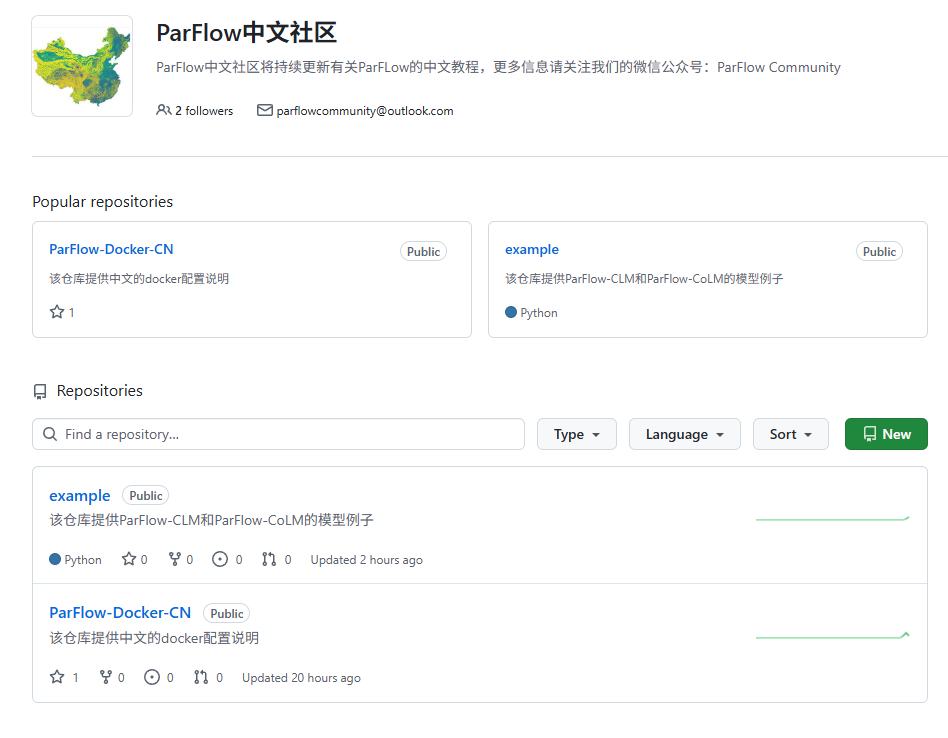 ParFlow中文社区
ParFlow中文社区将持续更新有关ParFLow的中文教程，更多信息请关注我们的微信公众号：ParFlow Community
2 followers parflowcommunity@outlook.com
Popular repositories
ParFlow-Docker-CN Public
该仓库提供中文的docker配置说明
1
example Public
该仓库提供ParFlow-CLM和ParFlow-CoLM的模型例子
Python
Repositories
Find a repository... Type Language Sort New
example Public
该仓库提供ParFlow-CLM和ParFlow-CoLM的模型例子
Python 0 0 0 0 Updated 2 hours ago
ParFlow-Docker-CN Public
该仓库提供中文的docker配置说明
1 0 0 0 Updated 20 hours ago